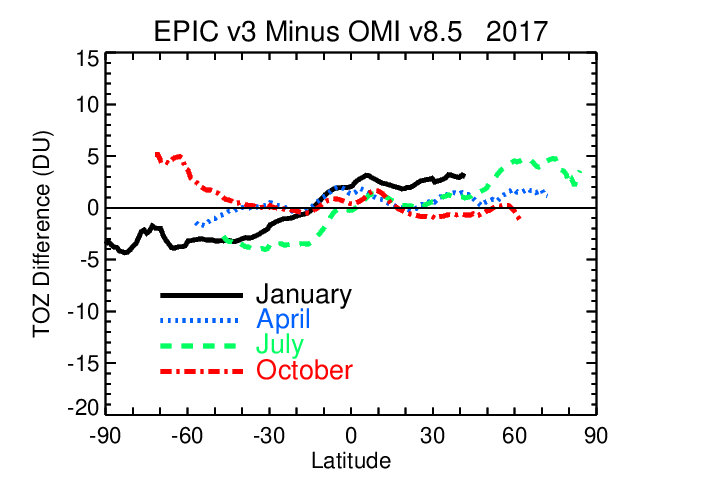 EPIC v3 Minus OMI v8.5   2017
15
10
5
0
-5
-10
-15
-20
TOZ Difference (DU)
January
April
July
October
-90 -60 -30 0 30 60 90
Latitude